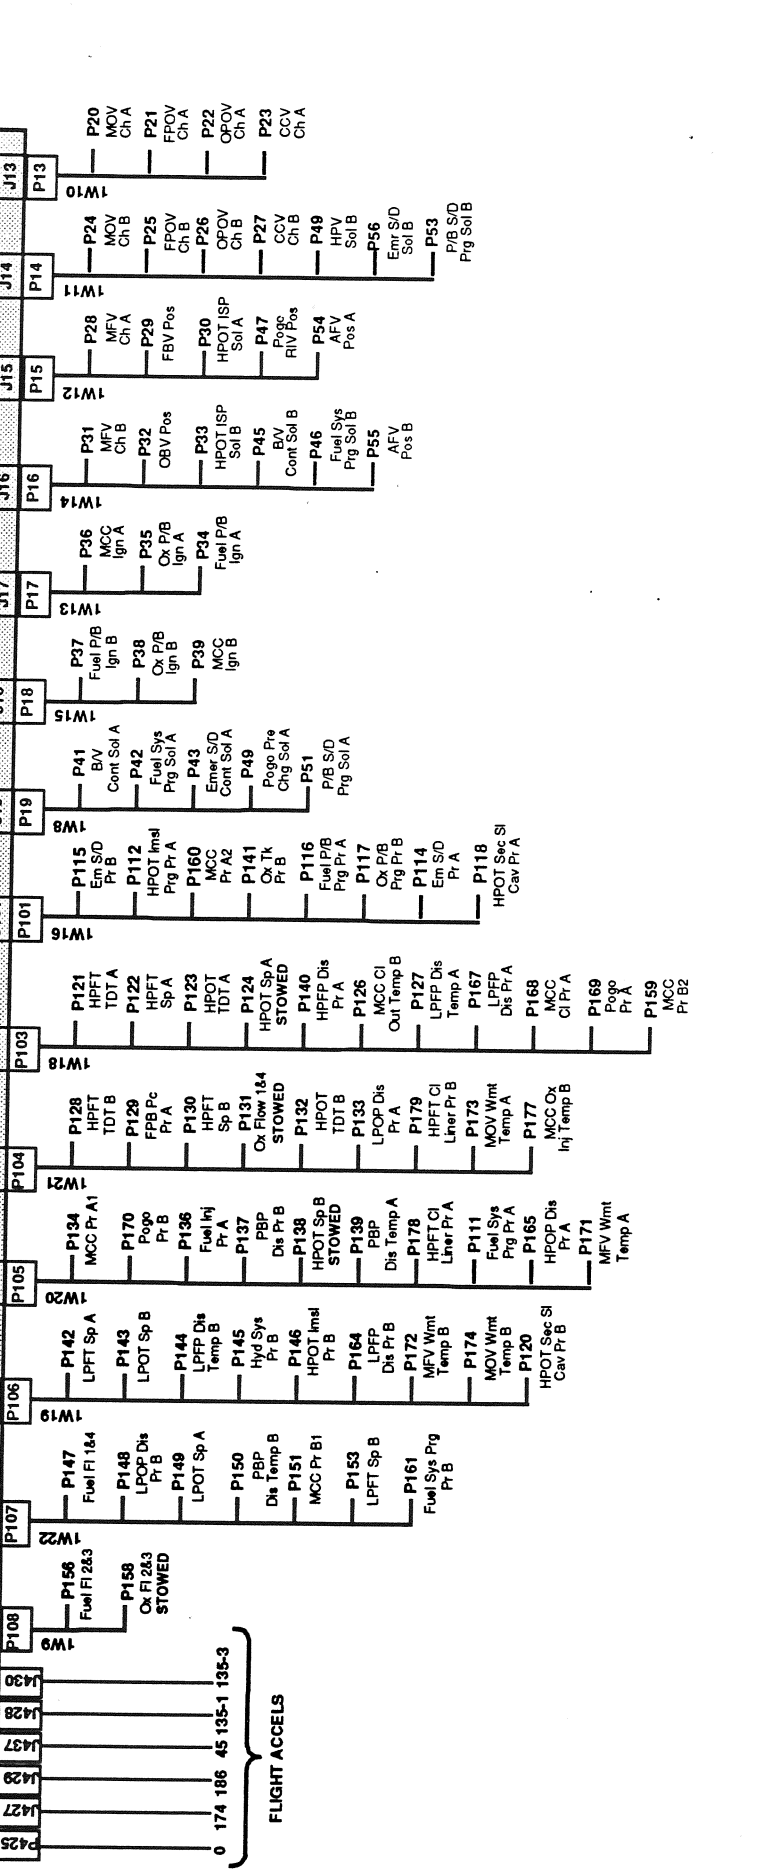 J13
P13
1W10
P20
MOV
Ch A
P21
FPOV
Ch A
P22
OPOV
Ch A
P23
CCV
Ch A
J14
P14
1W11
P24
MOV
Ch B
P25
FPOV
Ch B
P26
OPOV
Ch B
P27
CCV
Ch B
P49
HPV
Sol B
P56
Emr S/D
Sol B
P53
P/B S/D
Prg Sol B
J15
P15
1W12
P28
MFV
Ch A
P29
FBV Pos
P30
HPOT ISP
Sol A
P47
Pogo
RIV Pos
P54
AFV
Pos A
J16
P16
1W14
P31
MFV
Ch B
P32
OBV Pos
P33
HPOT ISP
Sol B
P45
B/V
Cont Sol B
P46
Fuel Sys
Prg Sol B
P55
AFV
Pos B
J17
P17
1W13
P36
MCC
Ign A
P35
Ox P/B
Ign A
P34
Fuel P/B
Ign A
P18
1W15
P37
Fuel P/B
Ign B
P38
Ox P/B
Ign B
P39
MCC
Ign B
P19
1W8
P41
B/V
Cont Sol A
P42
Fuel Sys
Prg Sol A
P43
Emer S/D
Cont Sol A
P49
Pogo Pre
Chg Sol A
P51
P/B S/D
Prg Sol A
P101
1W16
P115
Em S/D
Pr B
P112
HPOT Imsl
Prg Pr A
P160
MCC
Pr A2
P141
Ox Tk
Pr B
P116
Fuel P/B
Prg Pr A
P117
Ox P/B
Prg Pr B
P114
Em S/D
Pr A
P118
HPOT Sec Sl
Cav Pr A
P103
1W18
P121
HPFT
TDT A
P122
HPFT
Sp A
P123
HPOT
TDT A
P124
HPOT Sp A
STOWED
P140
HPFP Dis
Pr A
P126
MCC Cl
Out Temp B
P127
LPFP Dis
Temp A
P167
LPFP
Dis Pr A
P168
MCC
Cl Pr A
P169
Pogo
Pr A
P159
MCC
Pr B2
P104
1W21
P128
HPFT
TDT B
P129
FPB Pc
Pr A
P130
HPFT
Sp B
P131
Ox Flow 1&4
STOWED
P132
HPOT
TDT B
P133
LPOP Dis
Pr A
P179
HPFT Cl
Liner Pr B
P173
MOV Wmt
Temp A
P177
MCC Ox
Inj Temp B
P105
1W20
P134
MCC Pr A1
P170
Pogo
Pr B
P136
Fuel Inj
Pr A
P137
PBP
Dis Pr B
P138
HPOT Sp B
STOWED
P139
PBP
Dis Temp A
P178
HPFT Cl
Liner Pr A
P111
Fuel Sys
Prg Pr A
P165
HPOP Dis
Pr A
P171
MFV Wmt
Temp A
P106
1W19
P142
LPFT Sp A
P143
LPOT Sp B
P144
LPFP Dis
Temp B
P145
Hyd Sys
Pr B
P146
HPOT Imsl
Pr B
P164
LPFP
Dis Pr B
P172
MFV Wmt
Temp B
P174
MOV Wmt
Temp B
P120
HPOT Sec Sl
Cav Pr B
P107
1W22
P147
Fuel Fl 1&4
P148
LPOP Dis
Pr B
P149
LPOT Sp A
P150
PBP
Dis Temp B
P151
MCC Pr B1
P153
LPFT Sp B
P161
Fuel Sys Prg
Pr B
P108
1W9
P156
Fuel Fl 2&3
P158
Ox Fl 2&3
STOWED
P425 J427 J429 J437 J428 J430
0 174 186 45 135-1 135-3
FLIGHT ACCELS